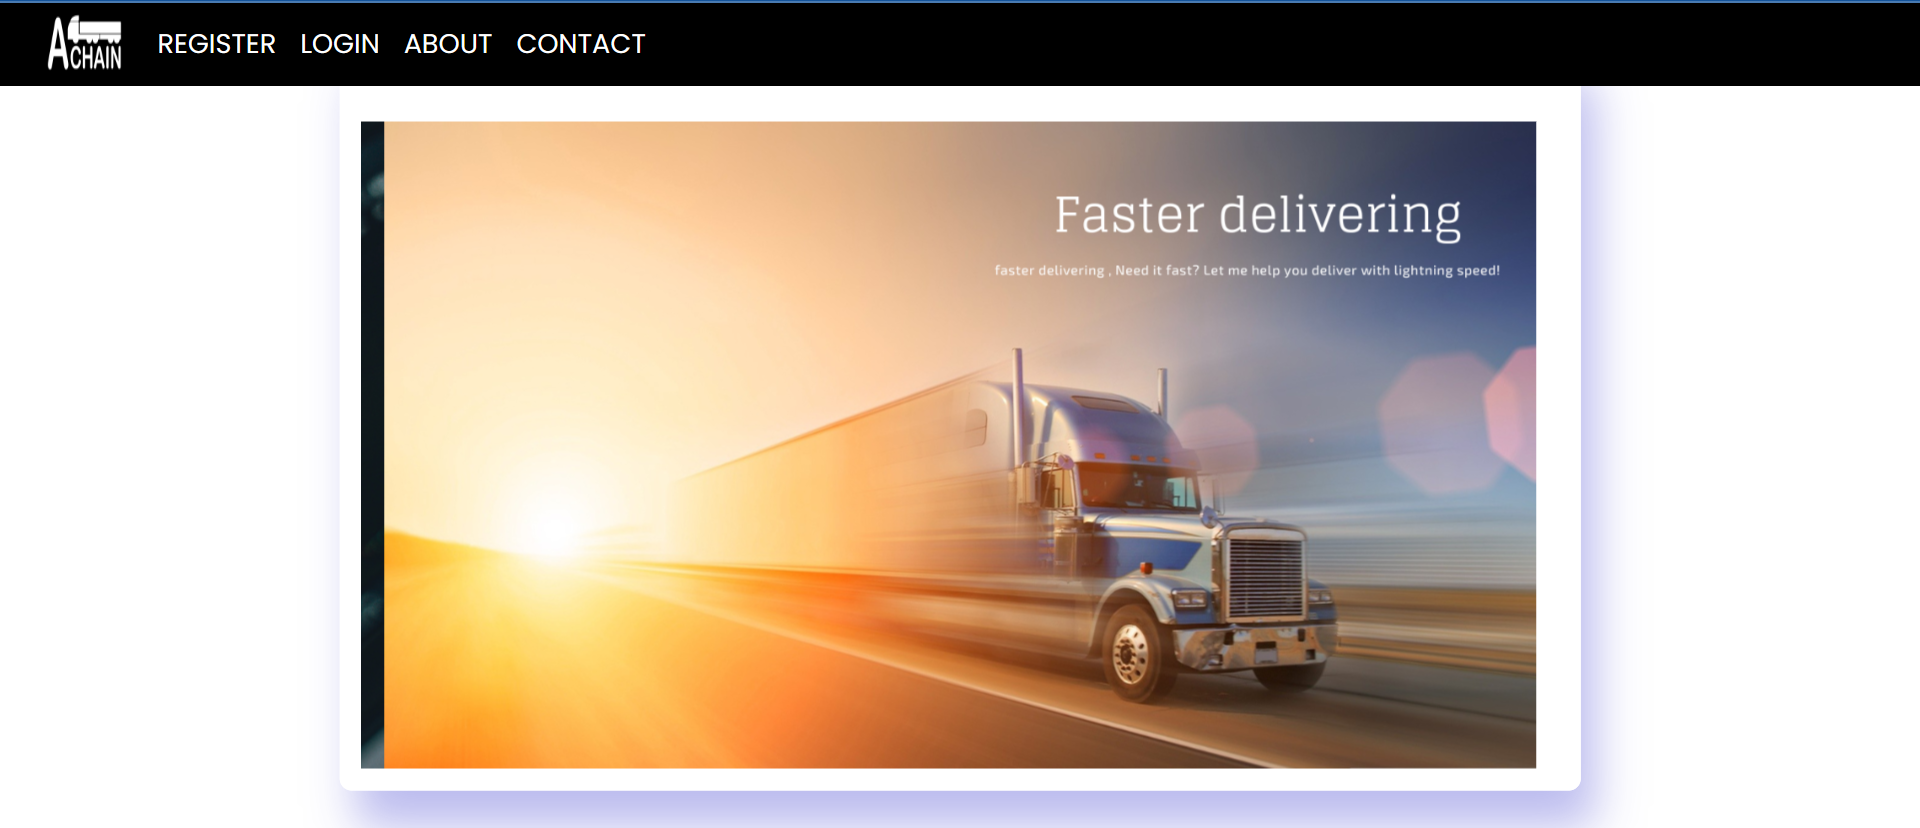 ACHAIN
REGISTER LOGIN ABOUT CONTACT
Faster delivering
faster delivering , Need it fast? Let me help you deliver with lightning speed!